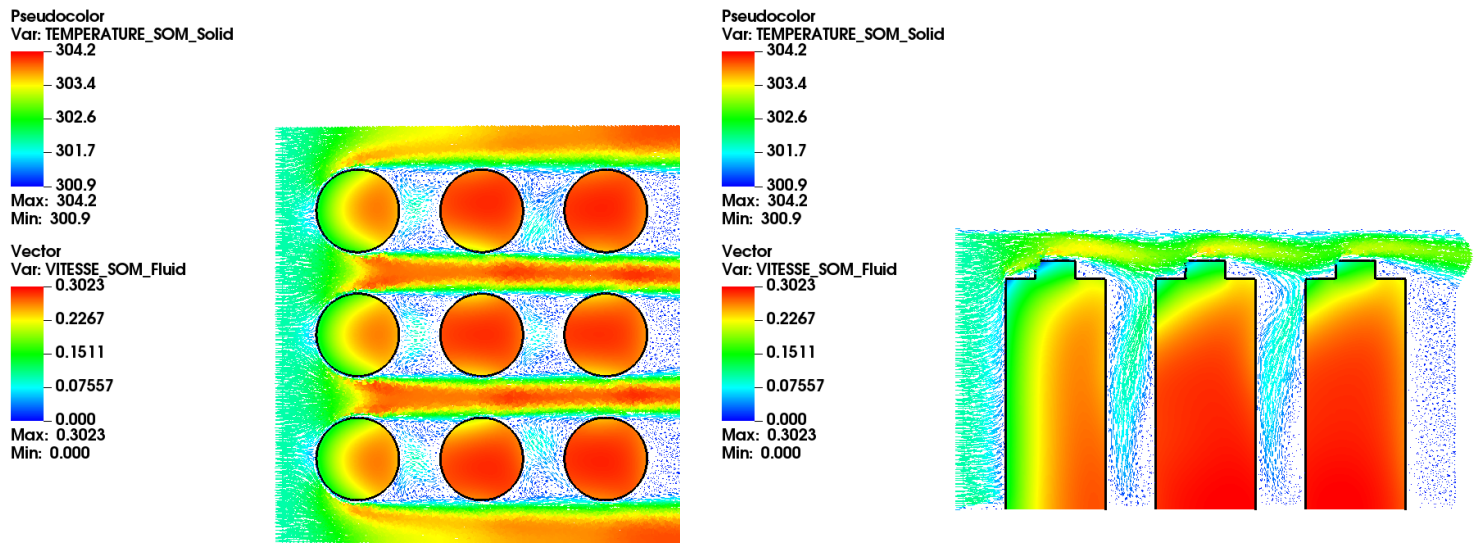 Pseudocolor
Var: TEMPERATURE_SOM_Solid
304.2
303.4
302.6
301.7
300.9
Max: 304.2
Min: 300.9
Vector
Var: VITESSE_SOM_Fluid
0.3023
0.2267
0.1511
0.07557
0.000
Max: 0.3023
Min: 0.000
Pseudocolor
Var: TEMPERATURE_SOM_Solid
304.2
303.4
302.6
301.7
300.9
Max: 304.2
Min: 300.9
Vector
Var: VITESSE_SOM_Fluid
0.3023
0.2267
0.1511
0.07557
0.000
Max: 0.3023
Min: 0.000